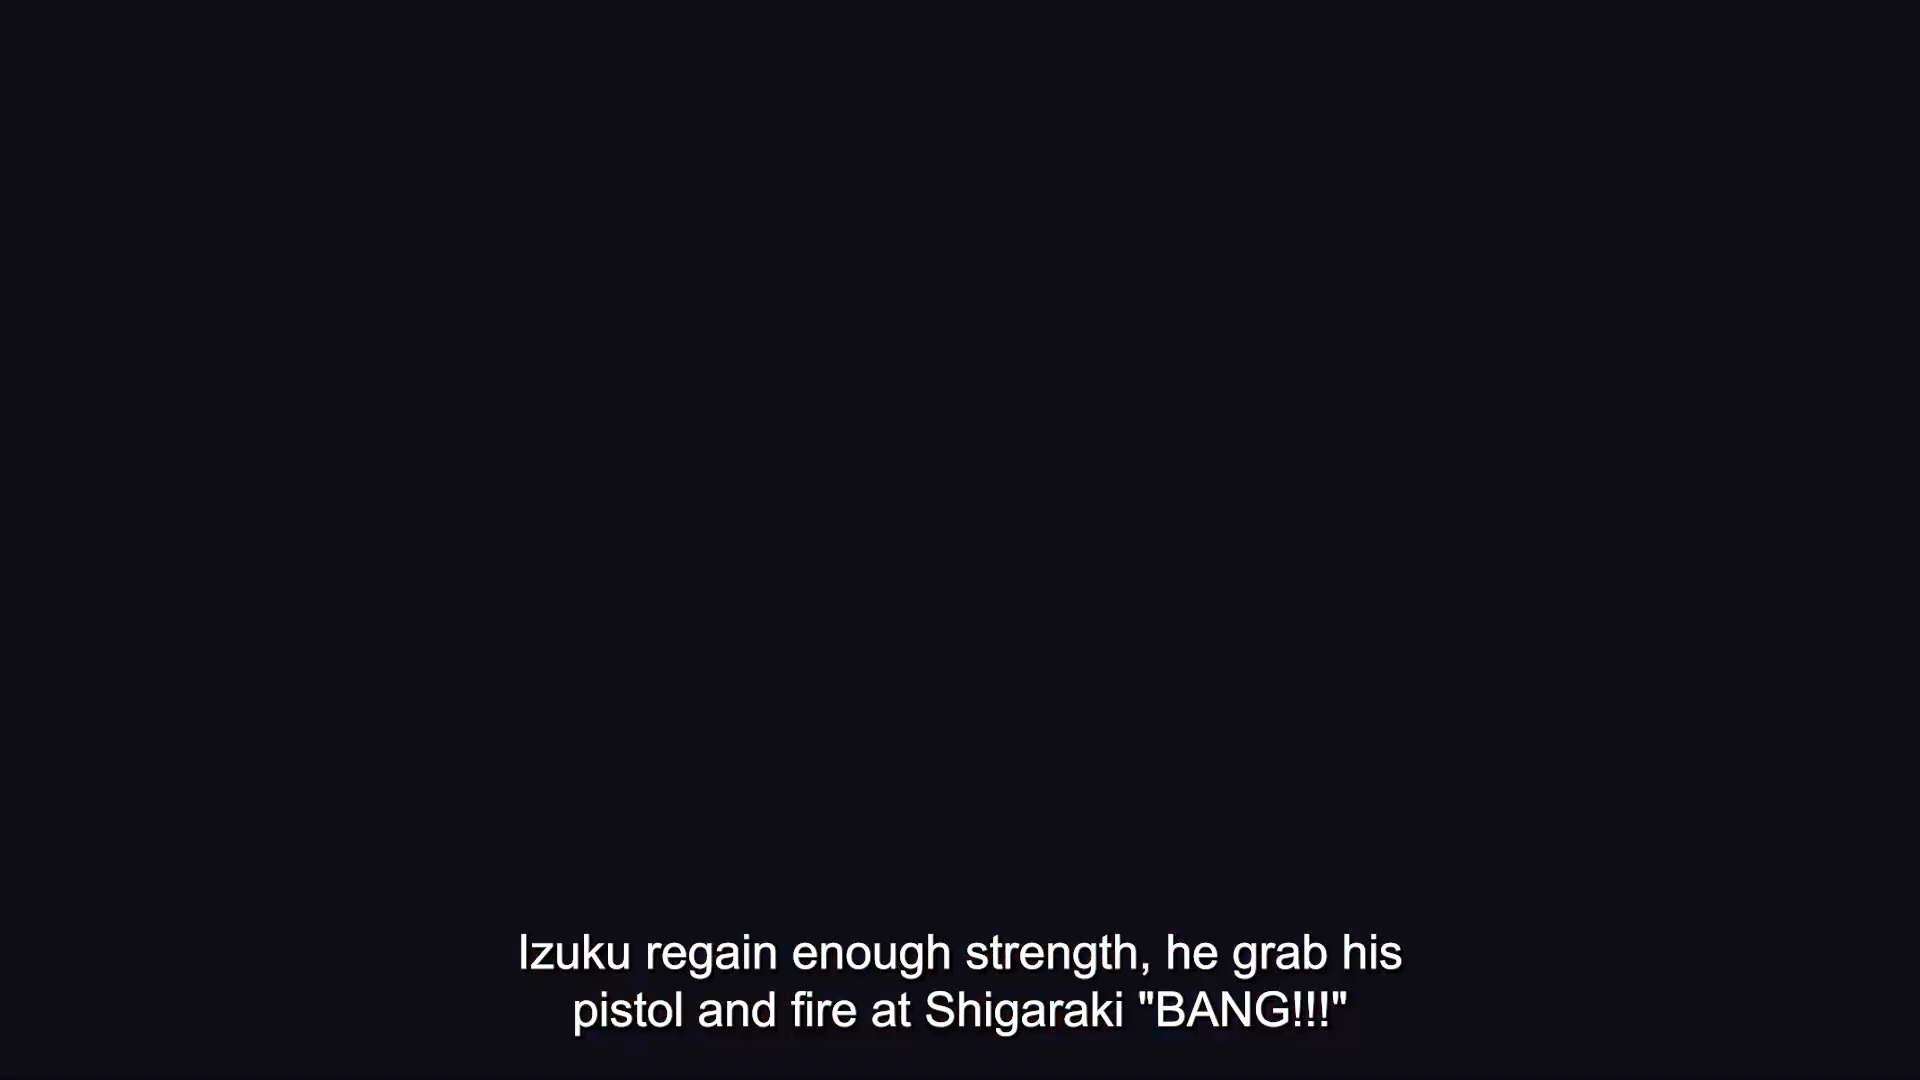 Izuku regain enough strength, he grab his
pistol and fire at Shigaraki "BANG!!!"